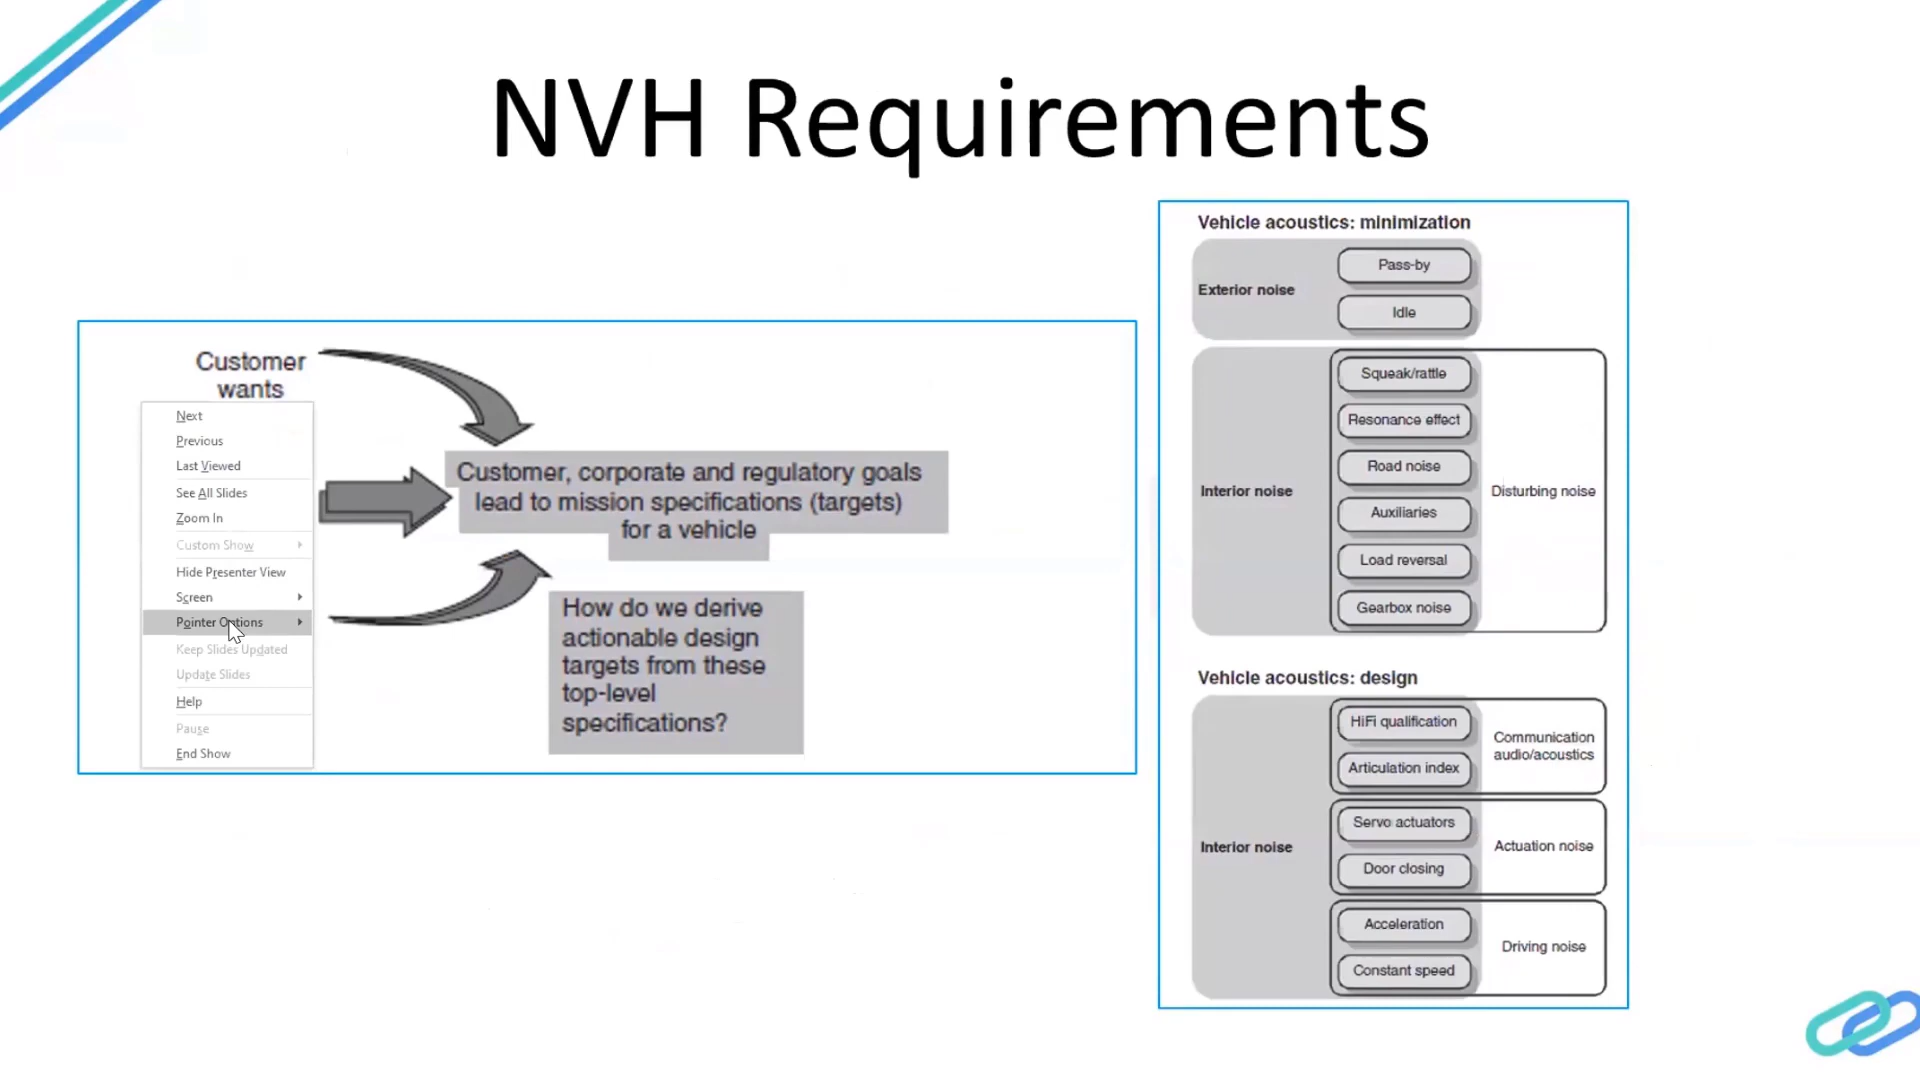 NVH Requirements
Customer
wants
Next
Previous
Last Viewed
See All Slides
Zoom In
Custom Show
Hide Presenter View
Screen
Pointer Options
Keep Slides Updated
Update Slides
Help
Pause
End Show
Customer, corporate and regulatory goals
lead to mission specifications (targets)
for a vehicle
How do we derive
actionable design
targets from these
top-level
specifications?
Vehicle acoustics: minimization
Exterior noise
Pass-by
Idle
Interior noise
Squeak/rattle
Resonance effect
Road noise
Auxiliaries
Load reversal
Gearbox noise
Disturbing noise
Vehicle acoustics: design
Interior noise
HiFi qualification
Articulation index
Communication
audio/acoustics
Servo actuators
Door closing
Actuation noise
Acceleration
Constant speed
Driving noise